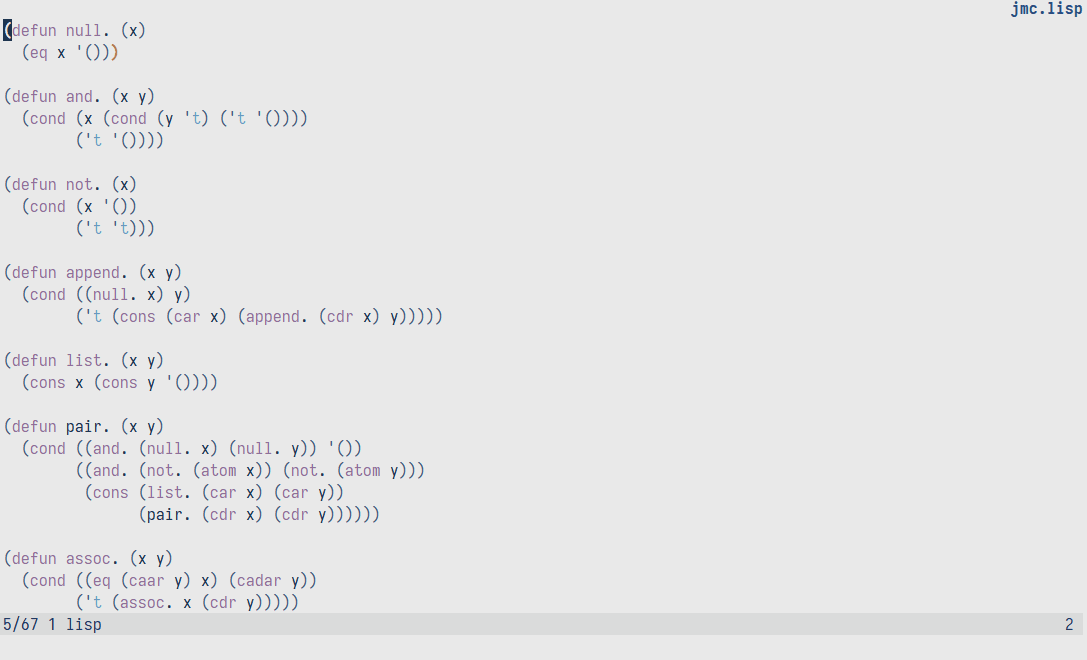 jmc.lisp
(defun null. (x)
  (eq x '()))

(defun and. (x y)
  (cond (x (cond (y 't) ('t '())))
        ('t '())))

(defun not. (x)
  (cond (x '())
        ('t 't)))

(defun append. (x y)
  (cond ((null. x) y)
        ('t (cons (car x) (append. (cdr x) y)))))

(defun list. (x y)
  (cons x (cons y '())))

(defun pair. (x y)
  (cond ((and. (null. x) (null. y)) '())
        ((and. (not. (atom x)) (not. (atom y)))
         (cons (list. (car x) (car y))
               (pair. (cdr x) (cdr y))))))

(defun assoc. (x y)
  (cond ((eq (caar y) x) (cadar y))
        ('t (assoc. x (cdr y)))))
5/67 1 lisp 2